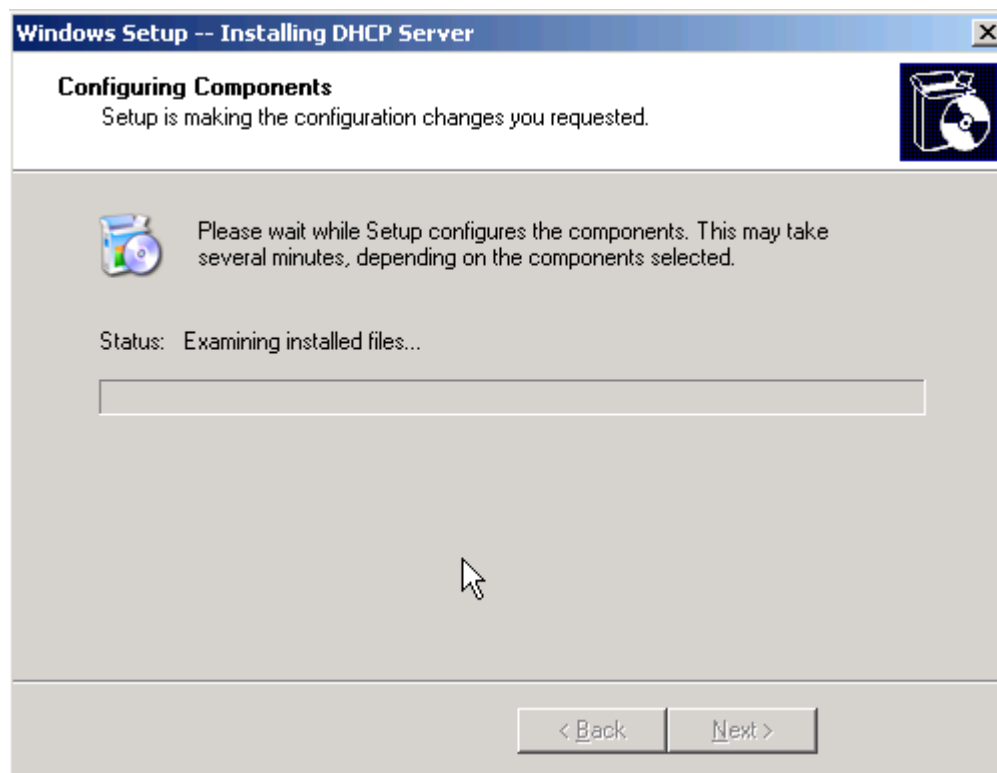 Windows Setup -- Installing DHCP Server
Configuring Components
Setup is making the configuration changes you requested.
Please wait while Setup configures the components. This may take
several minutes, depending on the components selected.
Status: Examining installed files...
< Back Next >